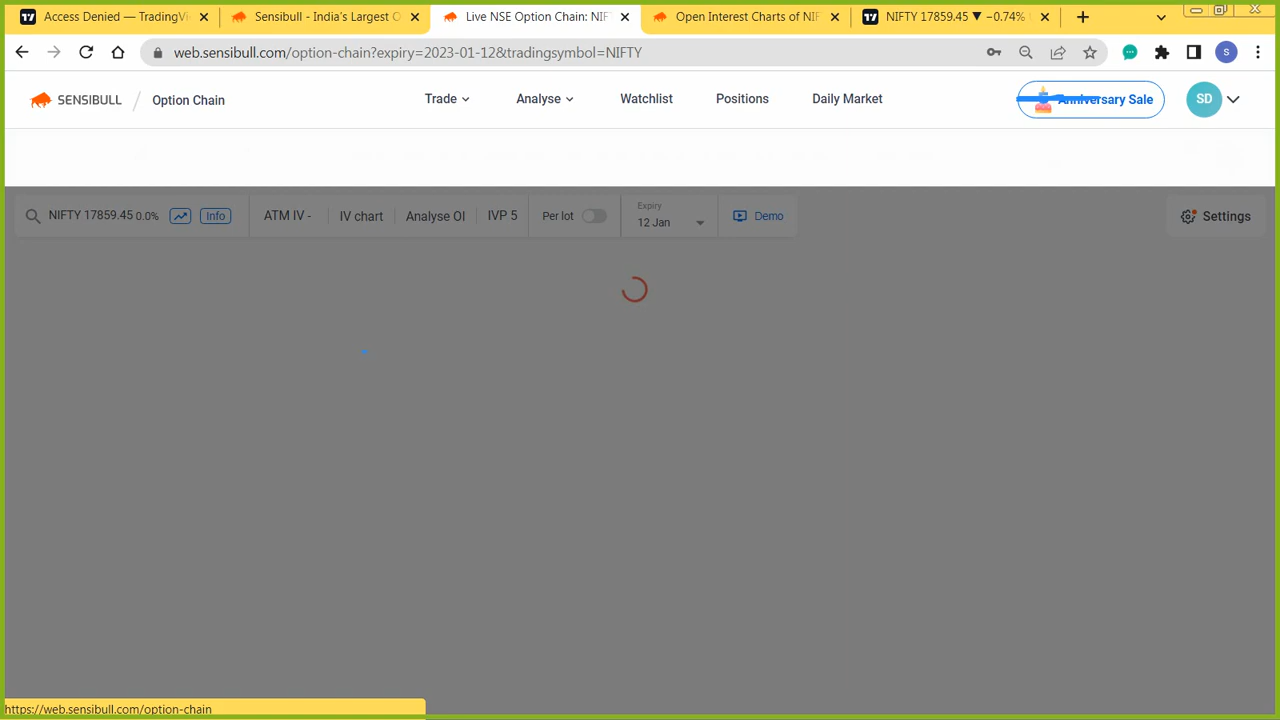 Access Denied — TradingVi
Sensibull - India's Largest O
Live NSE Option Chain: NIF
Open Interest Charts of NIF
NIFTY 17859.45 ▼ −0.74%
web.sensibull.com/option-chain?expiry=2023-01-12&tradingsymbol=NIFTY
S
SENSIBULL / Option Chain
Trade
Analyse
Watchlist
Positions
Daily Market
Anniversary Sale
SD
NIFTY 17859.45 0.0%
Info
ATM IV -
IV chart
Analyse OI
IVP 5
Per lot
Expiry
12 Jan
Demo
Settings
https://web.sensibull.com/option-chain